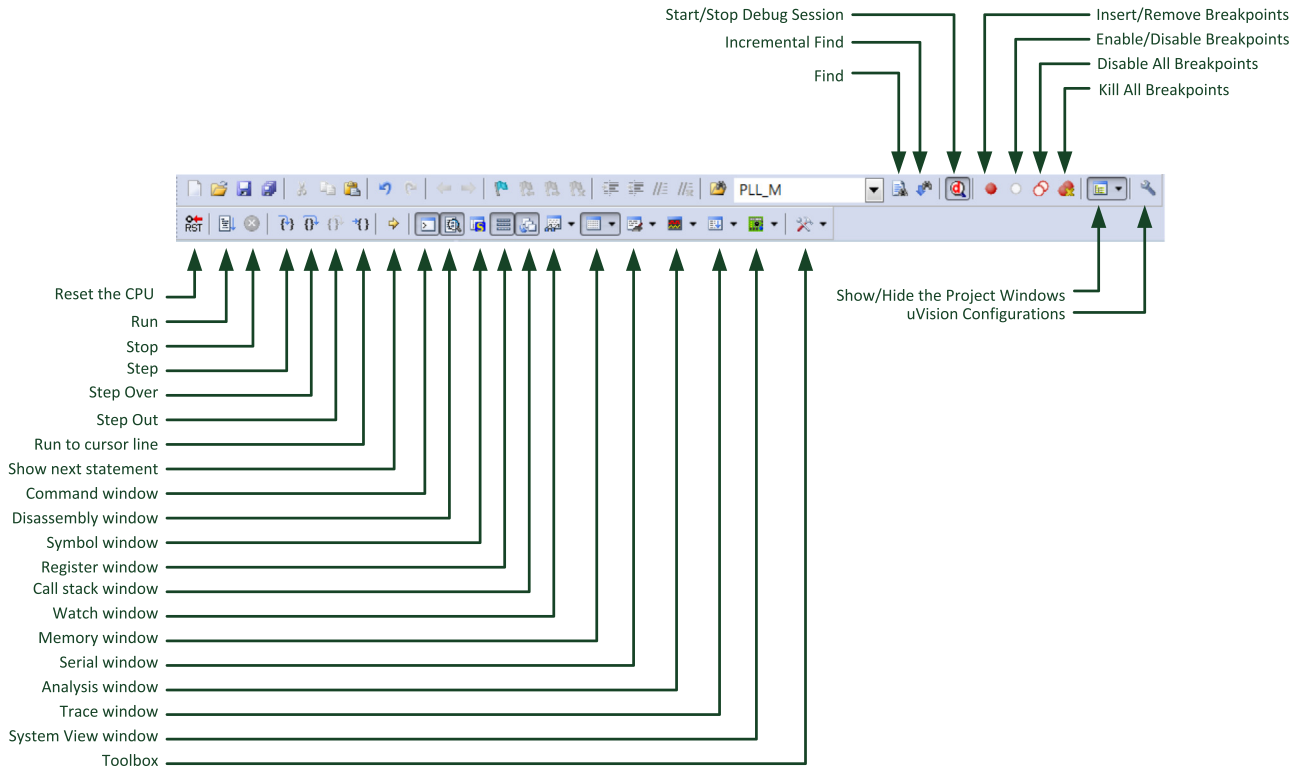 Start/Stop Debug Session
Insert/Remove Breakpoints
Incremental Find
Enable/Disable Breakpoints
Find
Disable All Breakpoints
Kill All Breakpoints
PLL_M
RST
Reset the CPU
Show/Hide the Project Windows
uVision Configurations
Run
Stop
Step
Step Over
Step Out
Run to cursor line
Show next statement
Command window
Disassembly window
Symbol window
Register window
Call stack window
Watch window
Memory window
Serial window
Analysis window
Trace window
System View window
Toolbox